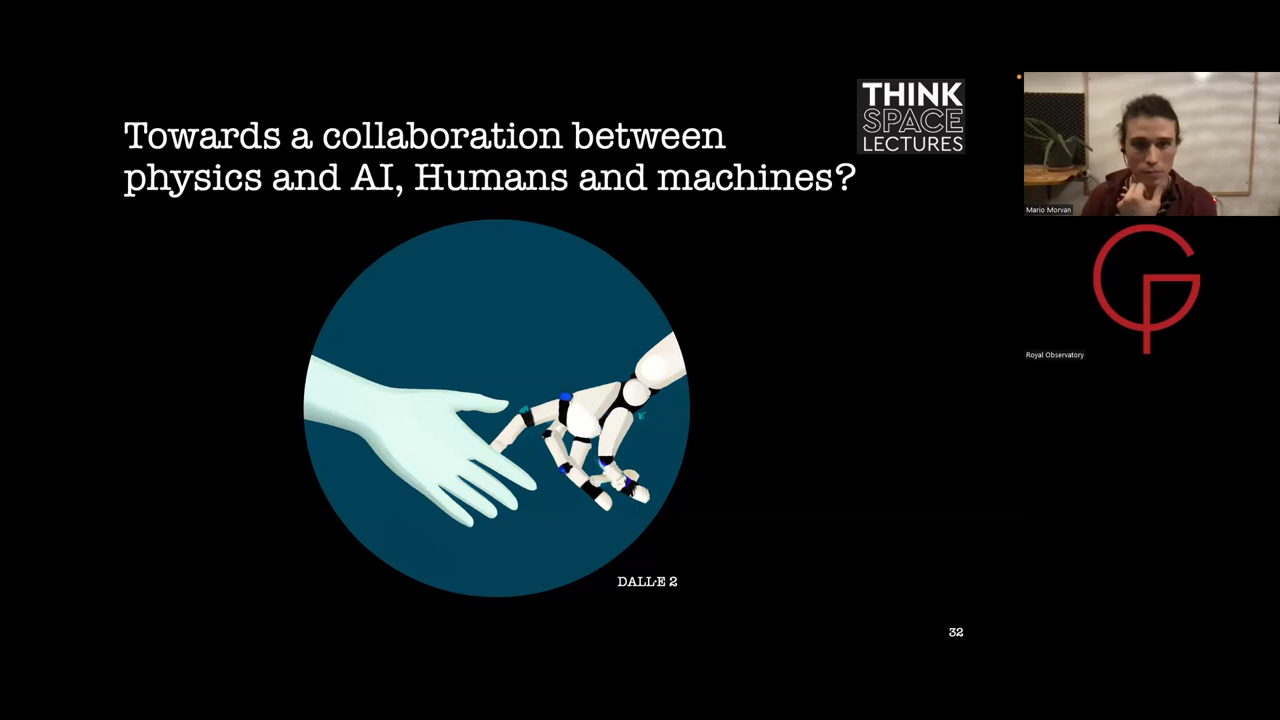 Towards a collaboration between
physics and AI, Humans and machines?
THINK
SPACE
LECTURES
Mario Morvan
Royal Observatory
DALL·E 2
32